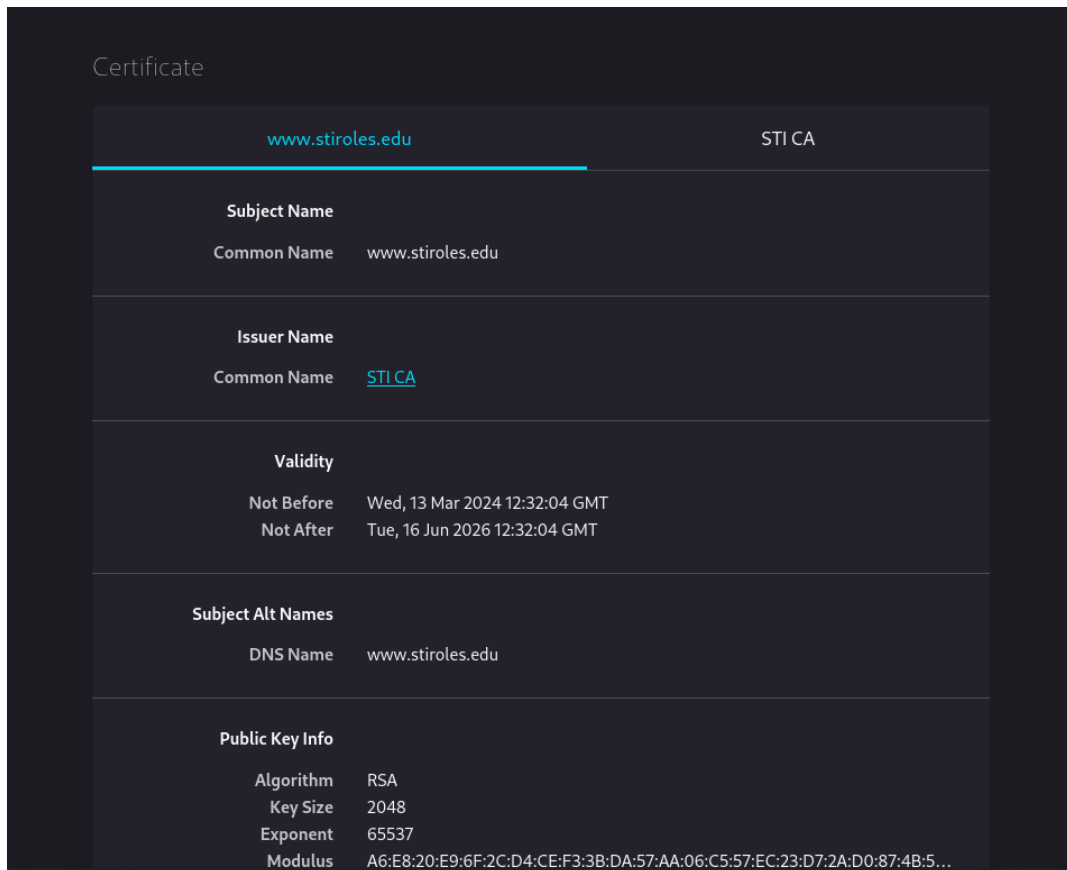 Certificate
www.stiroles.edu STI CA
Subject Name
Common Name www.stiroles.edu
Issuer Name
Common Name STI CA
Validity
Not Before Wed, 13 Mar 2024 12:32:04 GMT
Not After Tue, 16 Jun 2026 12:32:04 GMT
Subject Alt Names
DNS Name www.stiroles.edu
Public Key Info
Algorithm RSA
Key Size 2048
Exponent 65537
Modulus A6:E8:20:E9:6F:2C:D4:CE:F3:3B:DA:57:AA:06:C5:57:EC:23:D7:2A:D0:87:4B:5…